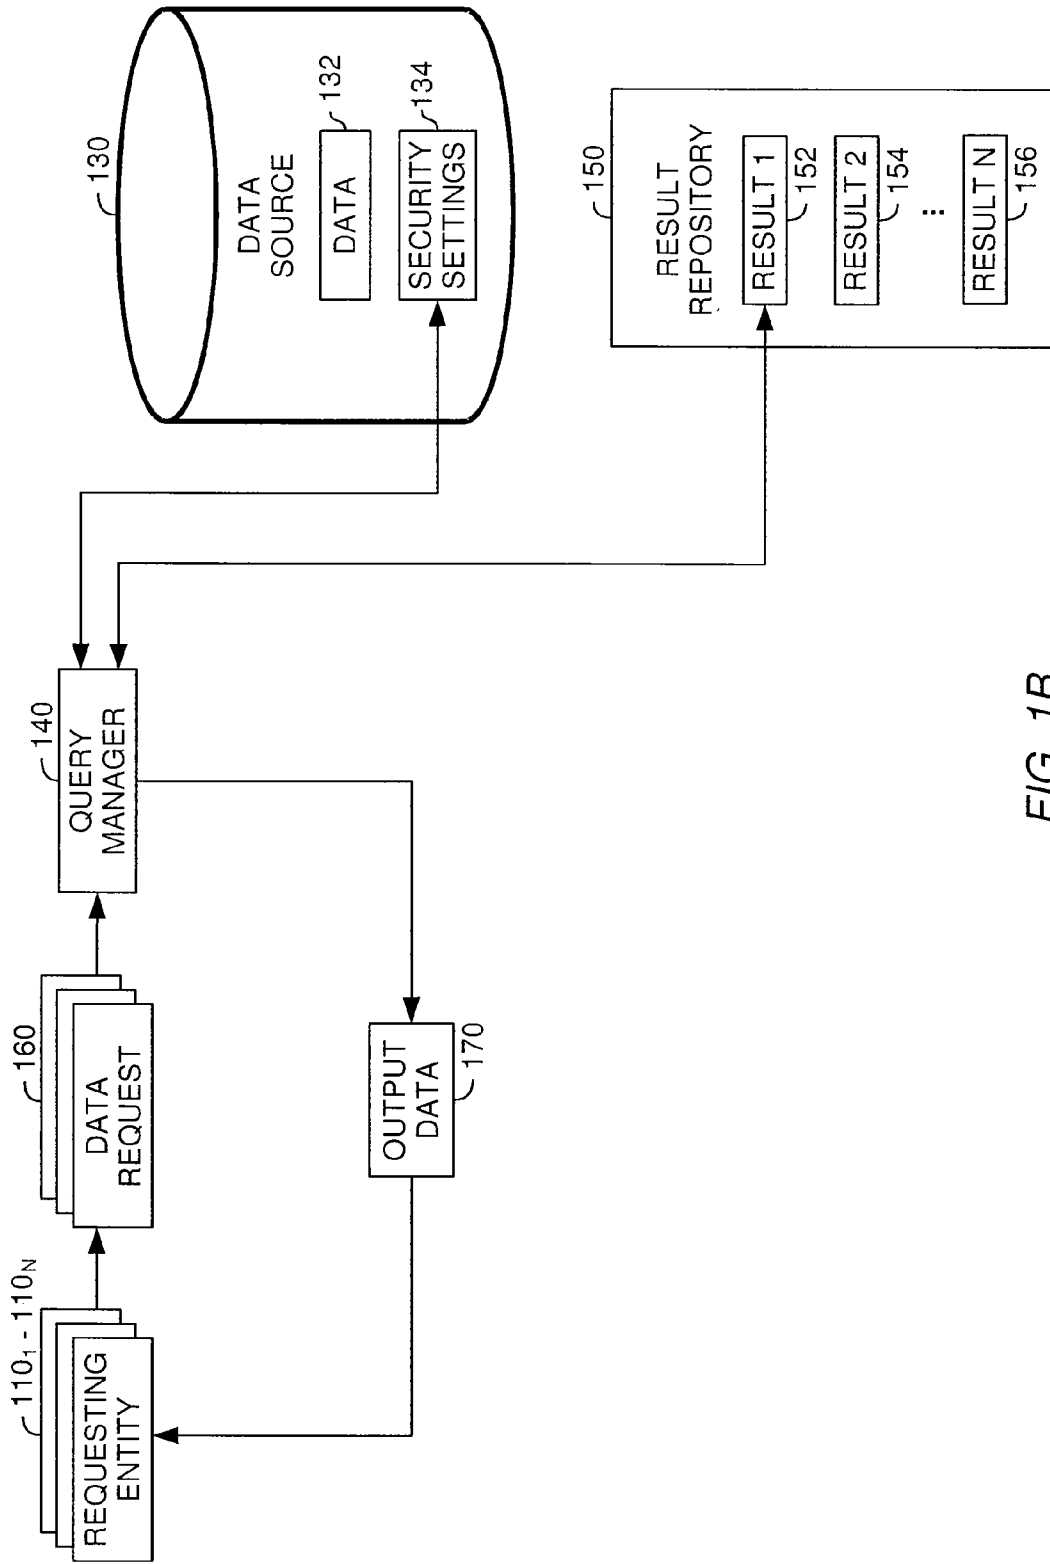 110₁ - 110ₙ
REQUESTING
ENTITY
160
DATA
REQUEST
140
QUERY
MANAGER
OUTPUT
DATA
170
130
DATA
SOURCE
DATA
132
SECURITY
SETTINGS
134
150
RESULT
REPOSITORY
RESULT 1
152
RESULT 2
154
...
RESULT N
156
FIG. 1B